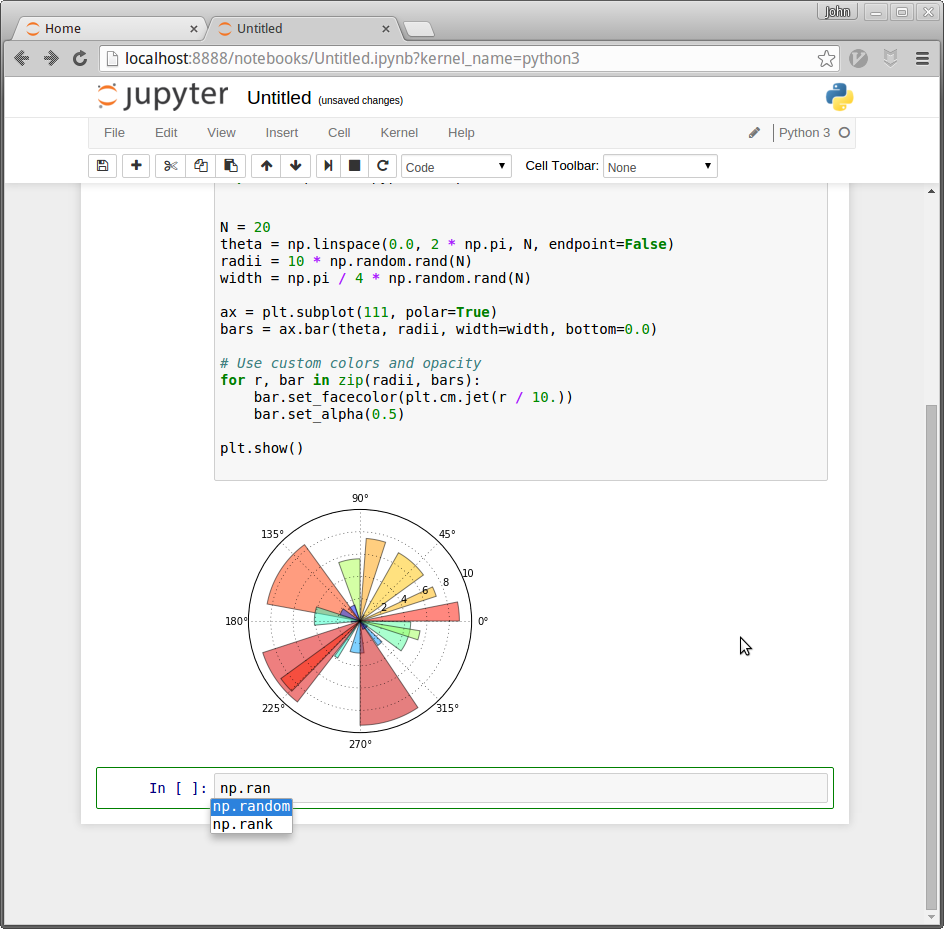 John
Home
Untitled
localhost:8888/notebooks/Untitled.ipynb?kernel_name=python3
jupyter Untitled (unsaved changes)
File Edit View Insert Cell Kernel Help Python 3
Code Cell Toolbar: None
N = 20
theta = np.linspace(0.0, 2 * np.pi, N, endpoint=False)
radii = 10 * np.random.rand(N)
width = np.pi / 4 * np.random.rand(N)
ax = plt.subplot(111, polar=True)
bars = ax.bar(theta, radii, width=width, bottom=0.0)
# Use custom colors and opacity
for r, bar in zip(radii, bars):
    bar.set_facecolor(plt.cm.jet(r / 10.))
    bar.set_alpha(0.5)
plt.show()
90°
135° 45°
10
8
6
4
2
180° 0°
225° 315°
270°
In [ ]: np.ran
np.random
np.rank